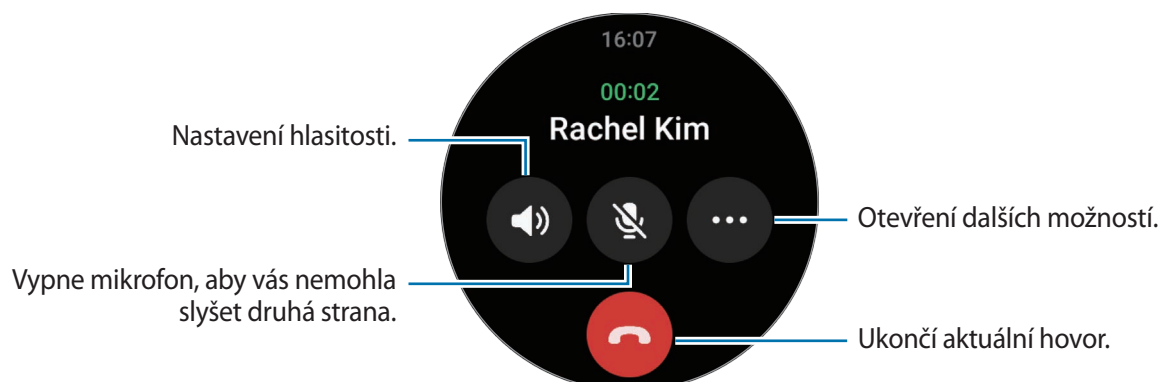 16:07
00:02
Rachel Kim
Nastavení hlasitosti.
Otevření dalších možností.
Vypne mikrofon, aby vás nemohla
slyšet druhá strana.
Ukončí aktuální hovor.